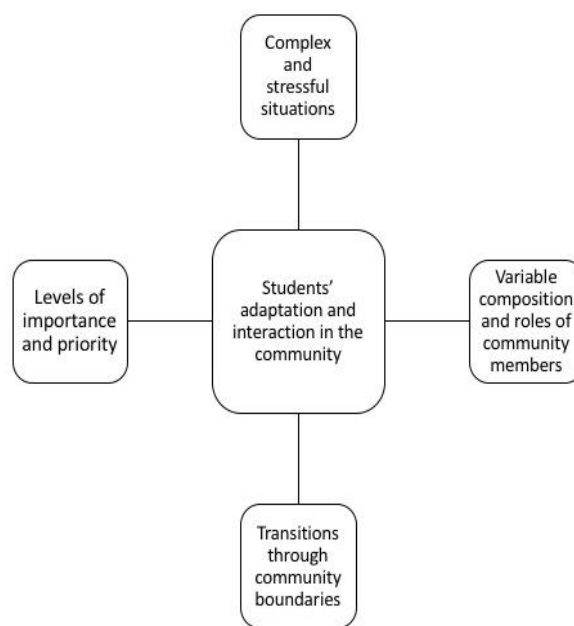 Complex
and
stressful
situations
Levels of
importance
and priority
Students’
adaptation and
interaction in the
community
Variable
composition
and roles of
community
members
Transitions
through
community
boundaries